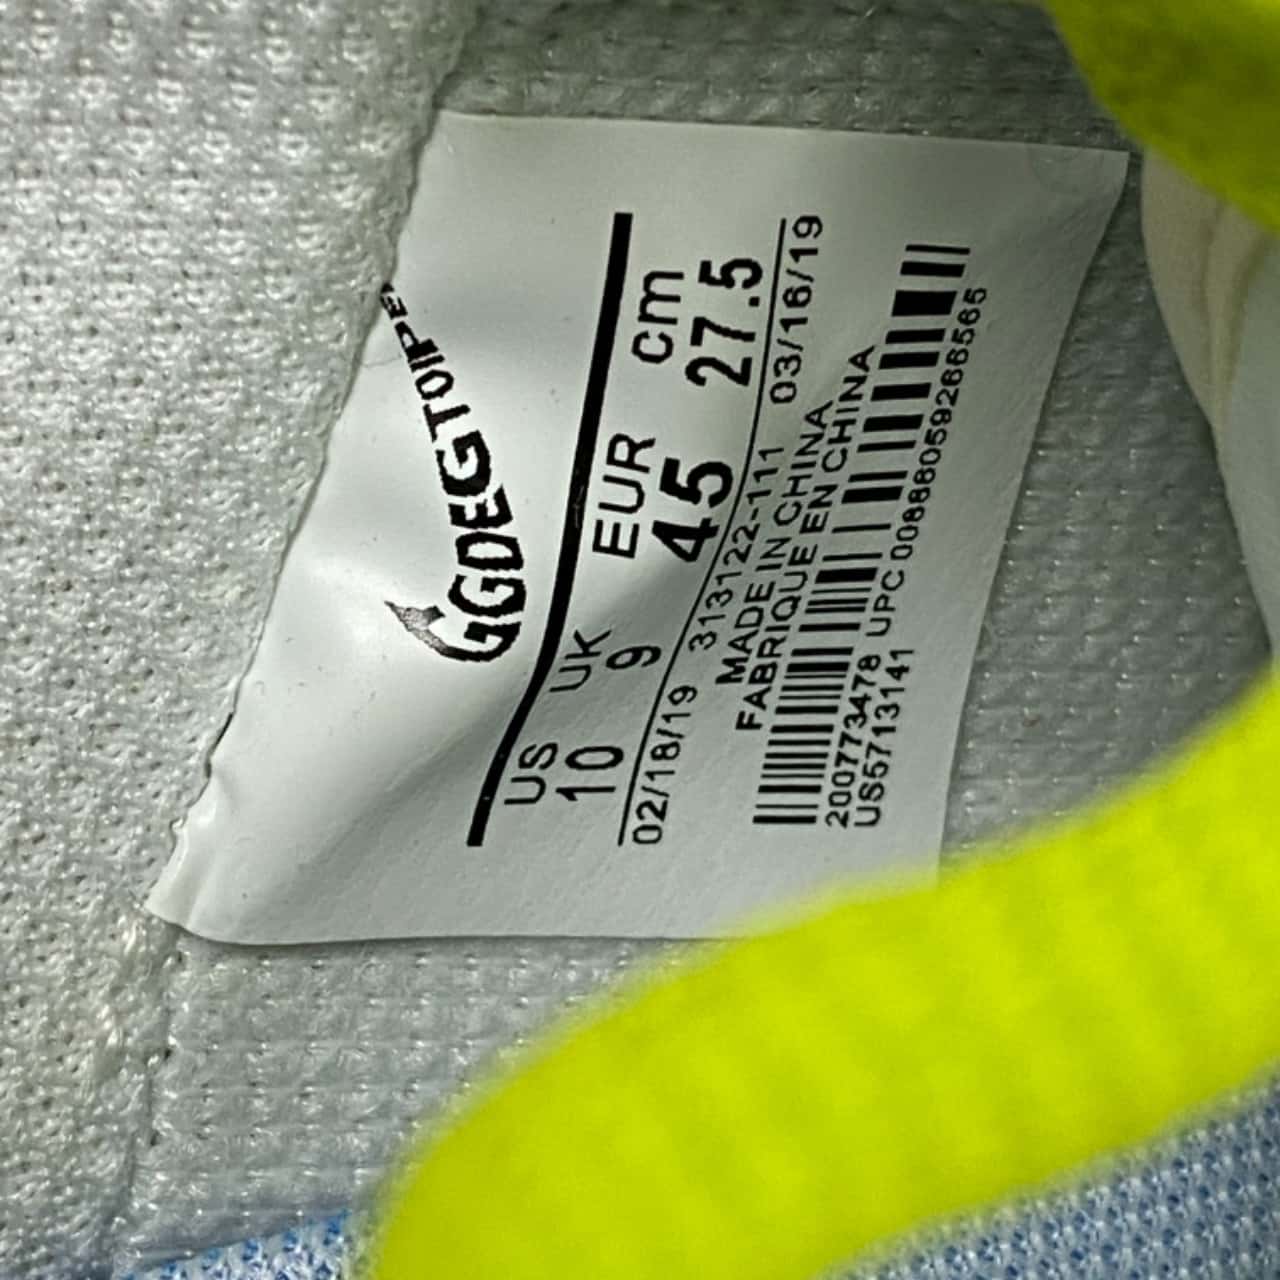 GGDEGTOIPE
US UK EUR cm
10 9 45 27.5
02/18/19 313122-111 03/16/19
MADE IN CHINA
FABRIQUE EN CHINA
2007773478 UPC 00888059266565
US5713141